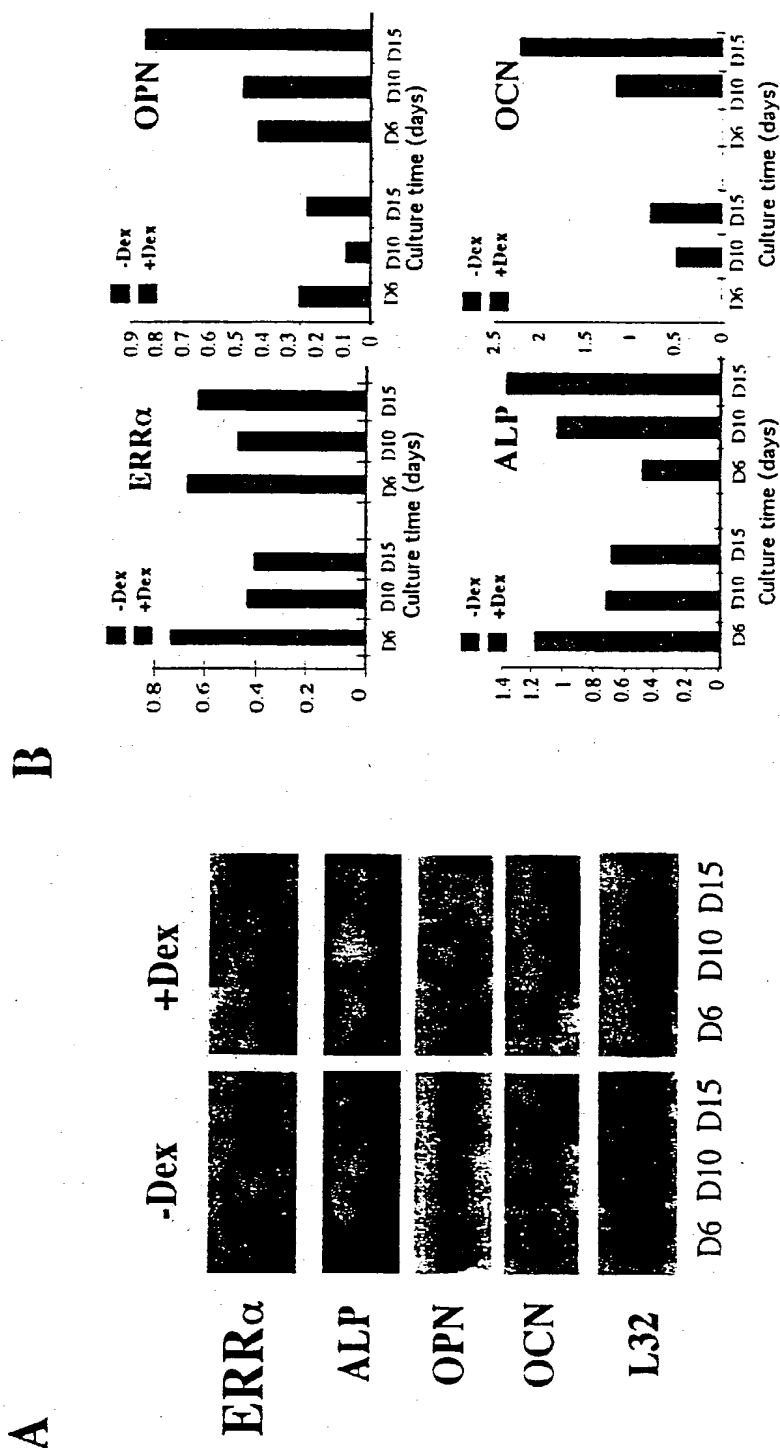 A
-Dex +Dex
ERRα
ALP
OPN
OCN
L32
D6 D10 D15 D6 D10 D15
B
ERRα
-Dex
+Dex
0.8
0.6
0.4
0.2
0
D6 D10 D15 D6 D10 D15
Culture time (days)
OPN
-Dex
+Dex
0.9
0.8
0.7
0.6
0.5
0.4
0.3
0.2
0.1
0
D6 D10 D15 D6 D10 D15
Culture time (days)
ALP
-Dex
+Dex
1.4
1.2
1
0.8
0.6
0.4
0.2
0
D6 D10 D15 D6 D10 D15
Culture time (days)
OCN
-Dex
+Dex
2.5
2
1.5
1
0.5
0
D6 D10 D15 D6 D10 D15
Culture time (days)